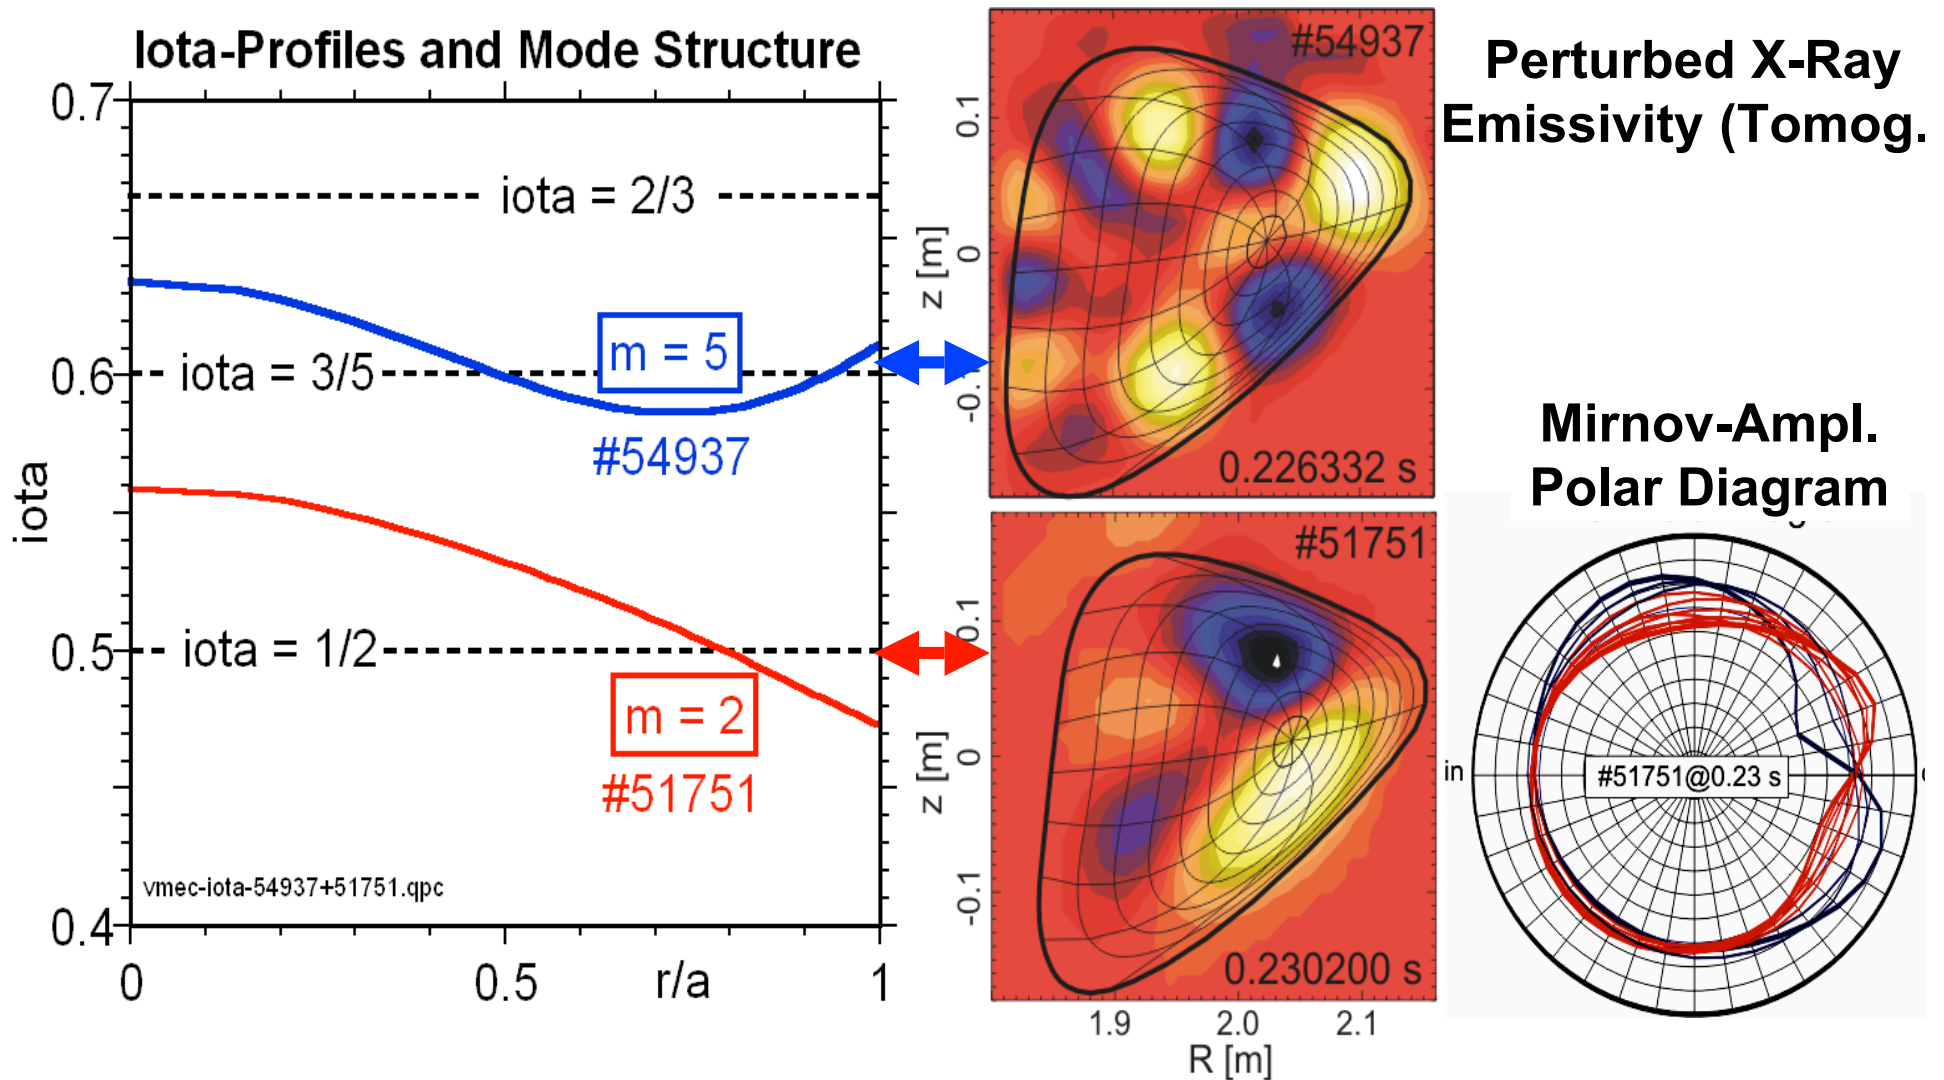 Iota-Profiles and Mode Structure
0.7
iota = 2/3
0.6
iota = 3/5
m = 5
#54937
iota
0.5
iota = 1/2
m = 2
#51751
vmec-iota-54937+51751.qpc
0.4
0
0.5
r/a
1
#54937
0.1
z [m]
0
0.226332 s
#51751
0.1
z [m]
0
-0.1
0.230200 s
1.9
2.0
2.1
R [m]
Perturbed X-Ray
Emissivity (Tomog.
Mirnov-Ampl.
Polar Diagram
in
#51751@0.23 s